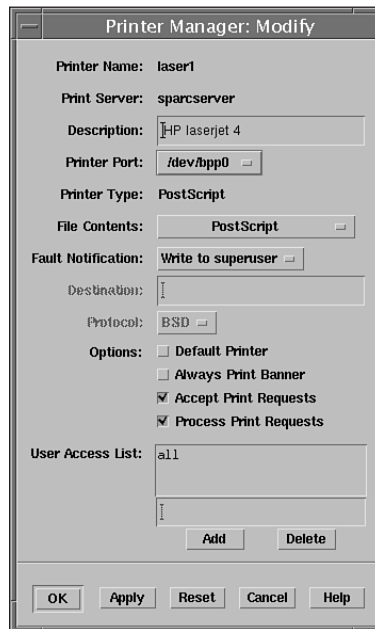 Printer Manager: Modify
Printer Name: laser1
Print Server: sparcserver
Description: HP laserjet 4
Printer Port: /dev/bpp0
Printer Type: PostScript
File Contents: PostScript
Fault Notification: Write to superuser
Destination:
Protocol: BSD
Options: Default Printer
Always Print Banner
Accept Print Requests
Process Print Requests
User Access List: all
Add Delete
OK Apply Reset Cancel Help